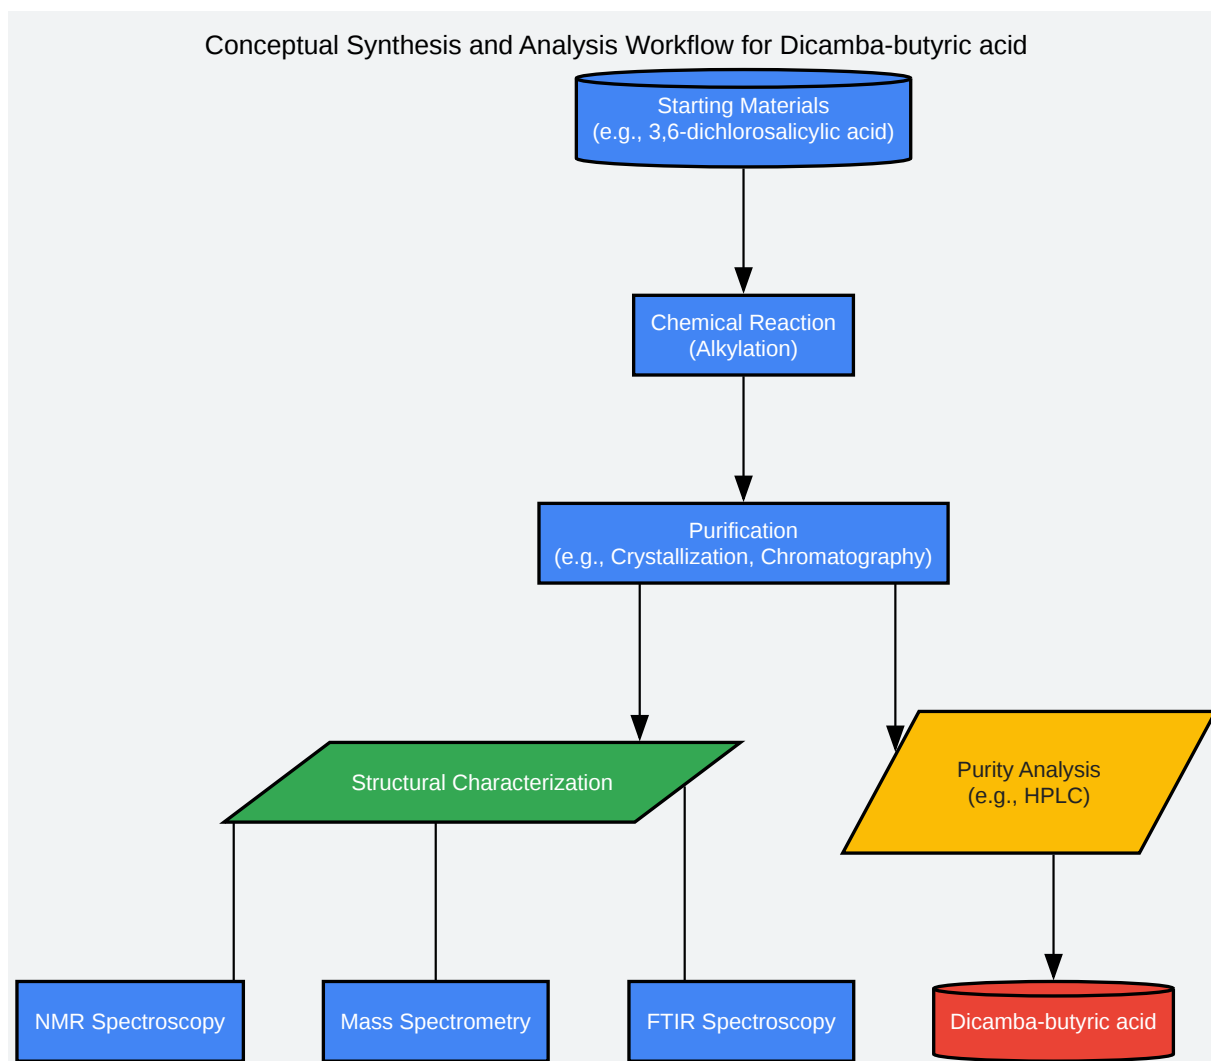 Conceptual Synthesis and Analysis Workflow for Dicamba-butyric acid
Starting Materials
(e.g., 3,6-dichlorosalicylic acid)
Chemical Reaction
(Alkylation)
Purification
(e.g., Crystallization, Chromatography)
Structural Characterization
Purity Analysis
(e.g., HPLC)
NMR Spectroscopy
Mass Spectrometry
FTIR Spectroscopy
Dicamba-butyric acid